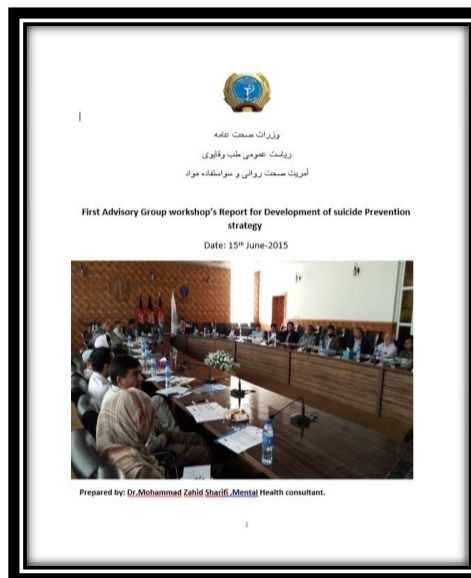 وزرات صحت عامه
ریاست عمومی طب وقایوی
آمریت صحت روانی و سواستفاده مواد
First Advisory Group workshop's Report for Development of suicide Prevention
strategy
Date: 15th June-2015
Prepared by: Dr.Mohammad Zahid Sharifi ,Mental Health consultant.
1